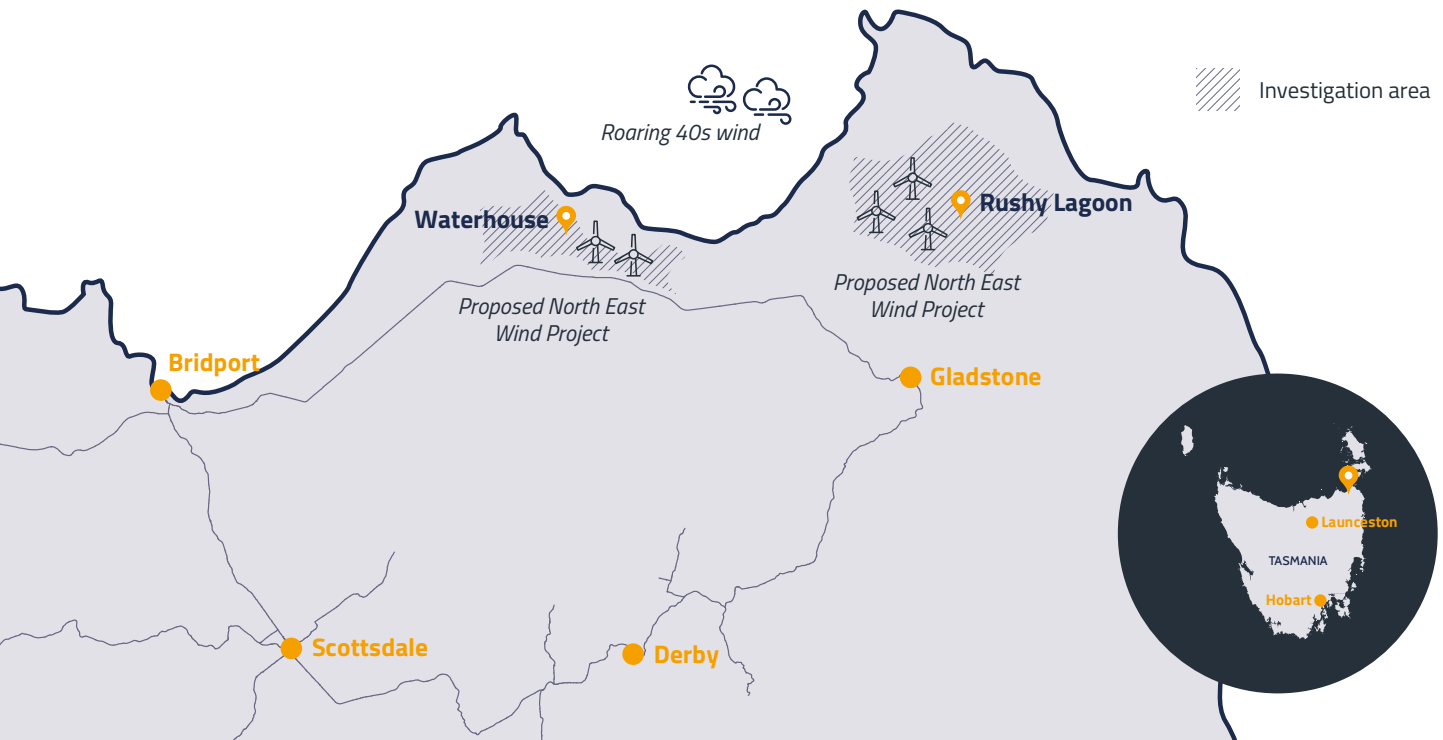 Investigation area
Roaring 40s wind
Waterhouse
Rushy Lagoon
Proposed North East
Wind Project
Proposed North East
Wind Project
Bridport
Gladstone
Launceston
TASMANIA
Hobart
Scottsdale
Derby